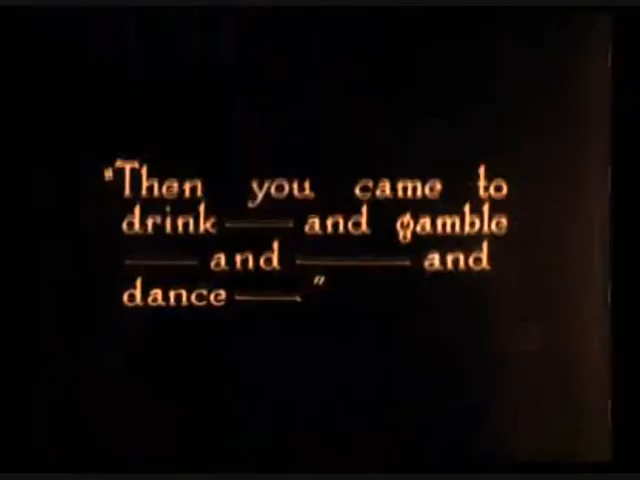 "Then you came to
drink —— and gamble
—— and ——— and
dance ——."